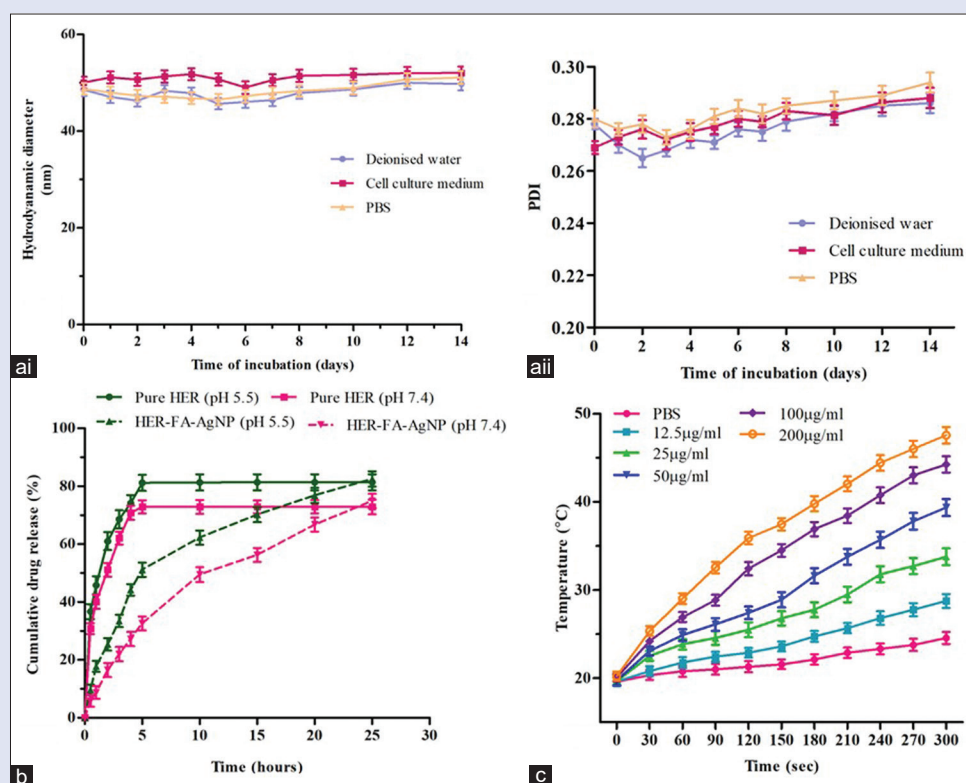 60
40
20
0
0 2 4 6 8 10 12 14
Hydrodyanamic diameter
(nm)
Deionised water
Cell culture medium
PBS
Time of incubation (days)
ai
0.30
0.28
0.26
0.24
0.22
0.20
0 2 4 6 8 10 12 14
PDI
Deionised waer
Cell culture medium
PBS
Time of incubation (days)
aii
Pure HER (pH 5.5)
Pure HER (pH 7.4)
HER-FA-AgNP (pH 5.5)
HER-FA-AgNP (pH 7.4)
100
80
60
40
20
0
0 5 10 15 20 25 30
Cumulative drug release (%)
Time (hours)
b
PBS
12.5µg/ml
25µg/ml
50µg/ml
100µg/ml
200µg/ml
50
40
30
20
0 30 60 90 120 150 180 210 240 270 300
Temperature (°C)
Time (sec)
c